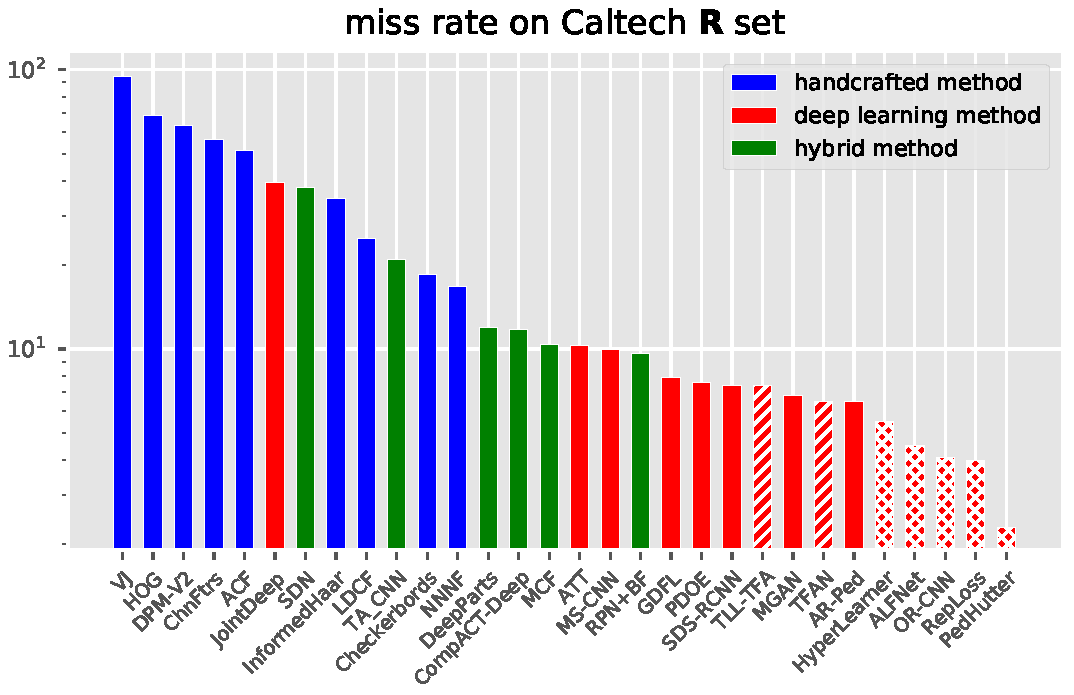 miss rate on Caltech R set
10²
10¹
handcrafted method
deep learning method
hybrid method
VJ
HOG
DPM-V2
ChnFtrs
ACF
JointDeep
SDN
InformedHaar
LDCF
TA_CNN
Checkerbords
NNNF
DeepParts
CompACT-Deep
MCF
ATT
MS-CNN
RPN+BF
GDFL
PDOE
SDS-RCNN
TLL-TFA
MGAN
TFAN
AR-Ped
HyperLearner
ALFNet
OR-CNN
RepLoss
PedHutter